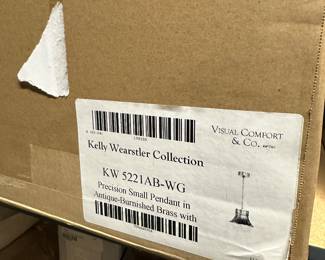 VISUAL COMFORT
& CO.
Kelly Wearstler Collection
KW 5221AB-WG
Precision Small Pendant in
Antique-Burnished Brass with